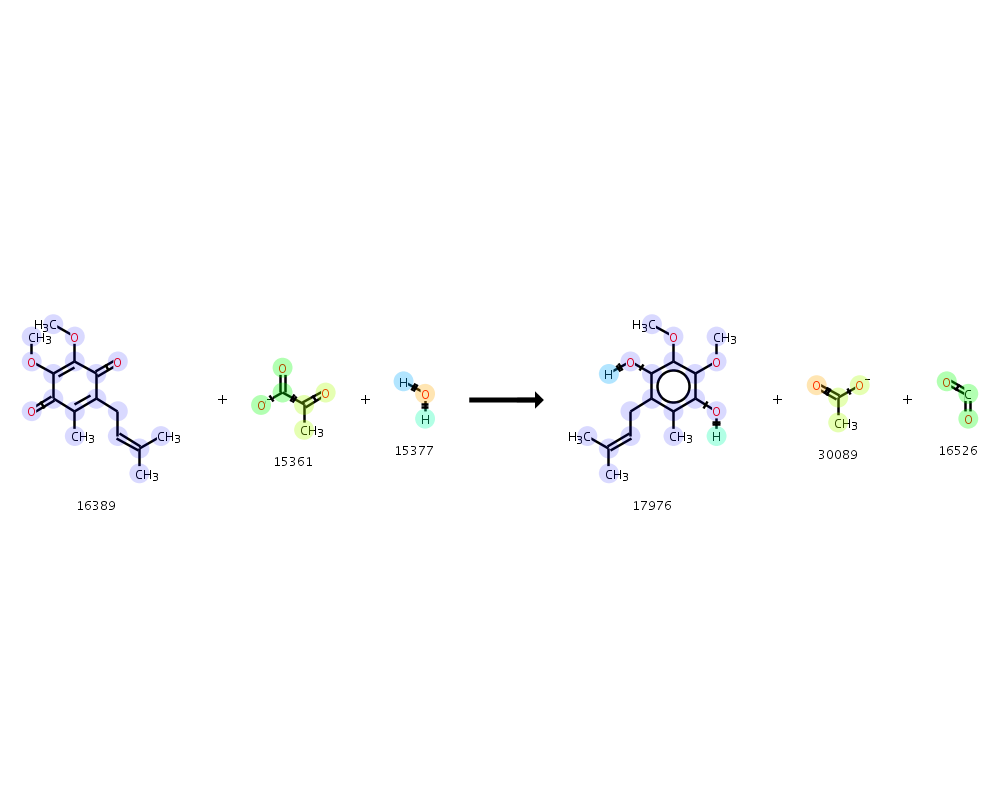 H₃C
CH₃
O
O
O
O
CH₃
CH₃
CH₃
16389
+
O
O
O
CH₃
15361
+
H
O
H
15377
H₃C
CH₃
O
O
O
H
O
H
H₃C
CH₃
CH₃
17976
+
O
O⁻
CH₃
30089
+
O
C
O
16526